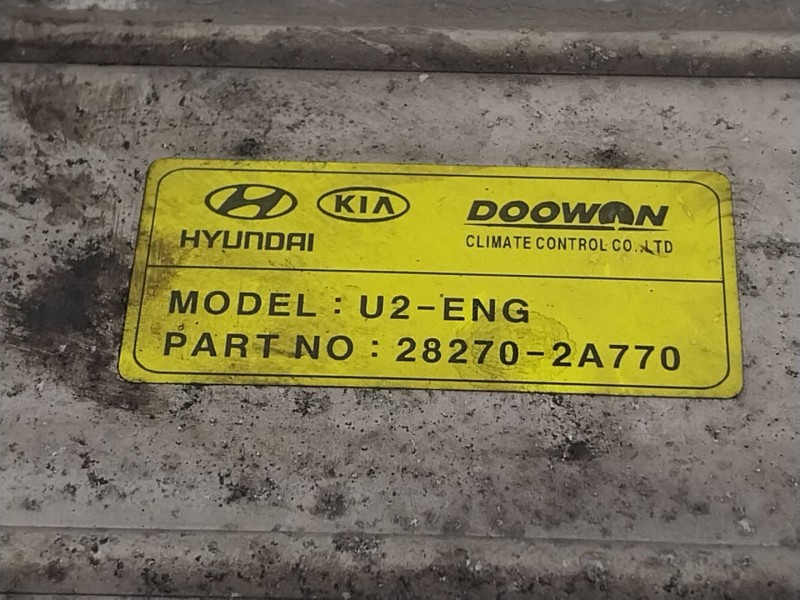 HYUNDAI KIA DOOWON
CLIMATE CONTROL CO., LTD
MODEL : U2-ENG
PART NO : 28270-2A770